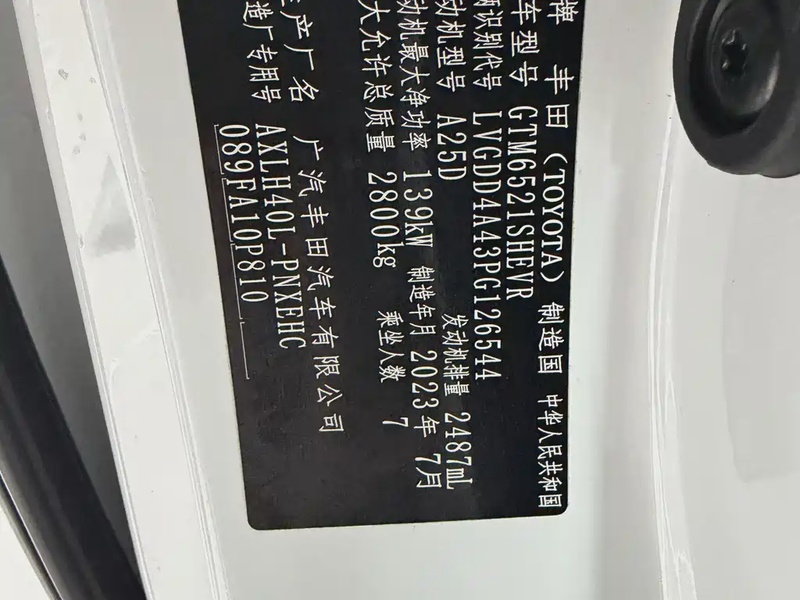 牌 丰田 (TOYOTA) 制造国 中华人民共和国
车型号 GTM6521SHEVR
辆识别代号 LVGDD4A43PG126544
动机型号 A25D 发动机排量 2487mL
动机最大净功率 139kW 制造年月 2023年 7月
大允许总质量 2800kg 乘坐人数 7
生产厂名 广汽丰田汽车有限公司
造厂专用号 AXLH40L-PNXEHC
089FA10P810